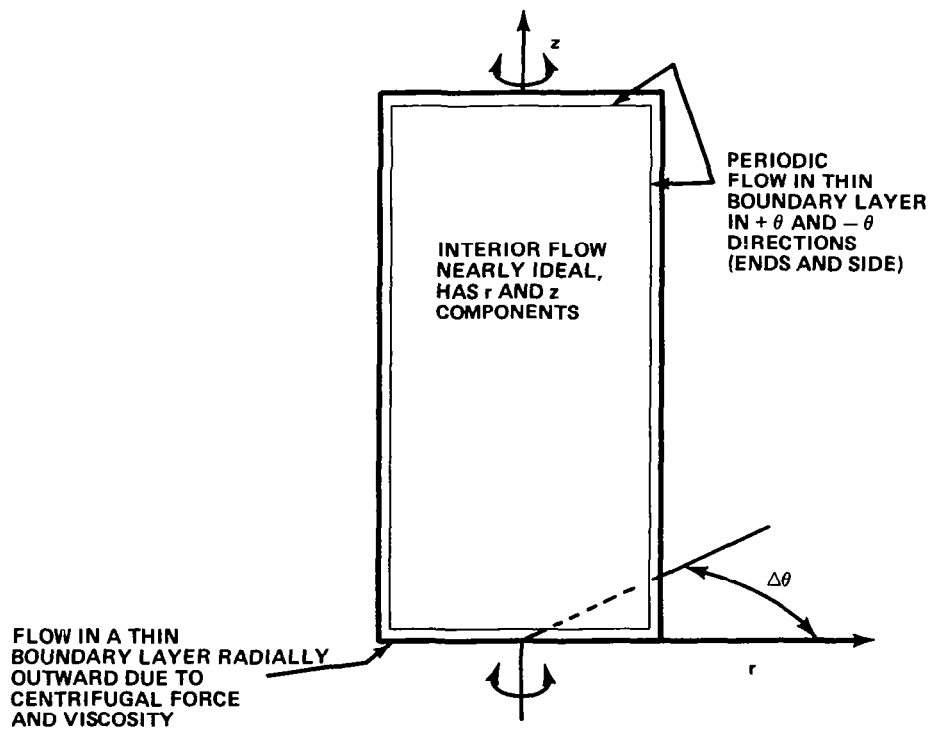 z
PERIODIC
FLOW IN THIN
BOUNDARY LAYER
IN + θ AND − θ
DIRECTIONS
(ENDS AND SIDE)
INTERIOR FLOW
NEARLY IDEAL,
HAS r AND z
COMPONENTS
Δθ
r
FLOW IN A THIN
BOUNDARY LAYER RADIALLY
OUTWARD DUE TO
CENTRIFUGAL FORCE
AND VISCOSITY